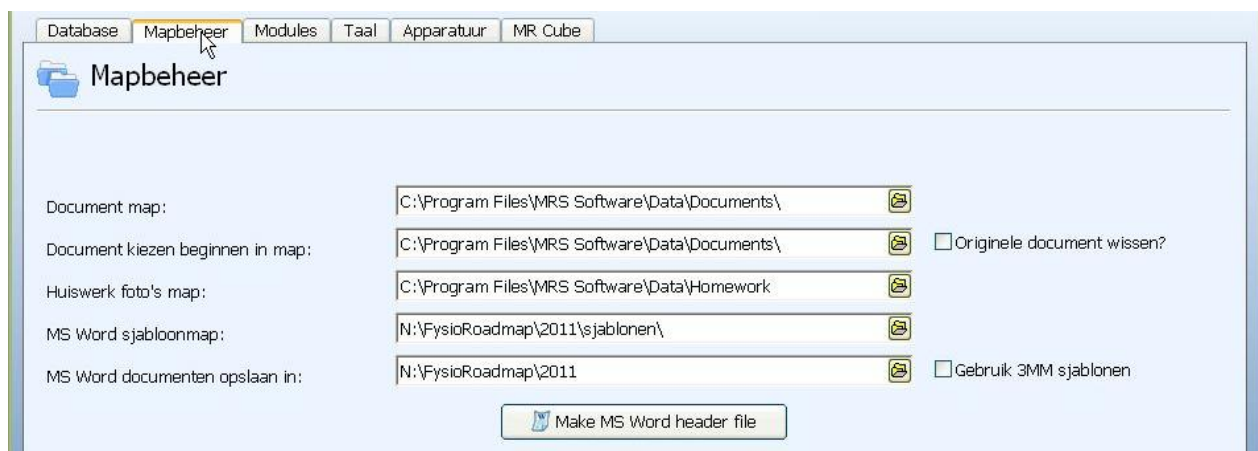 Database Mapbeheer Modules Taal Apparatuur MR Cube
Mapbeheer
Document map: C:\Program Files\MRS Software\Data\Documents\
Document kiezen beginnen in map: C:\Program Files\MRS Software\Data\Documents\ Originele document wissen?
Huiswerk foto's map: C:\Program Files\MRS Software\Data\Homework
MS Word sjabloonmap: N:\FysioRoadmap\2011\sjablonen\
MS Word documenten opslaan in: N:\FysioRoadmap\2011 Gebruik 3MM sjablonen
Make MS Word header file